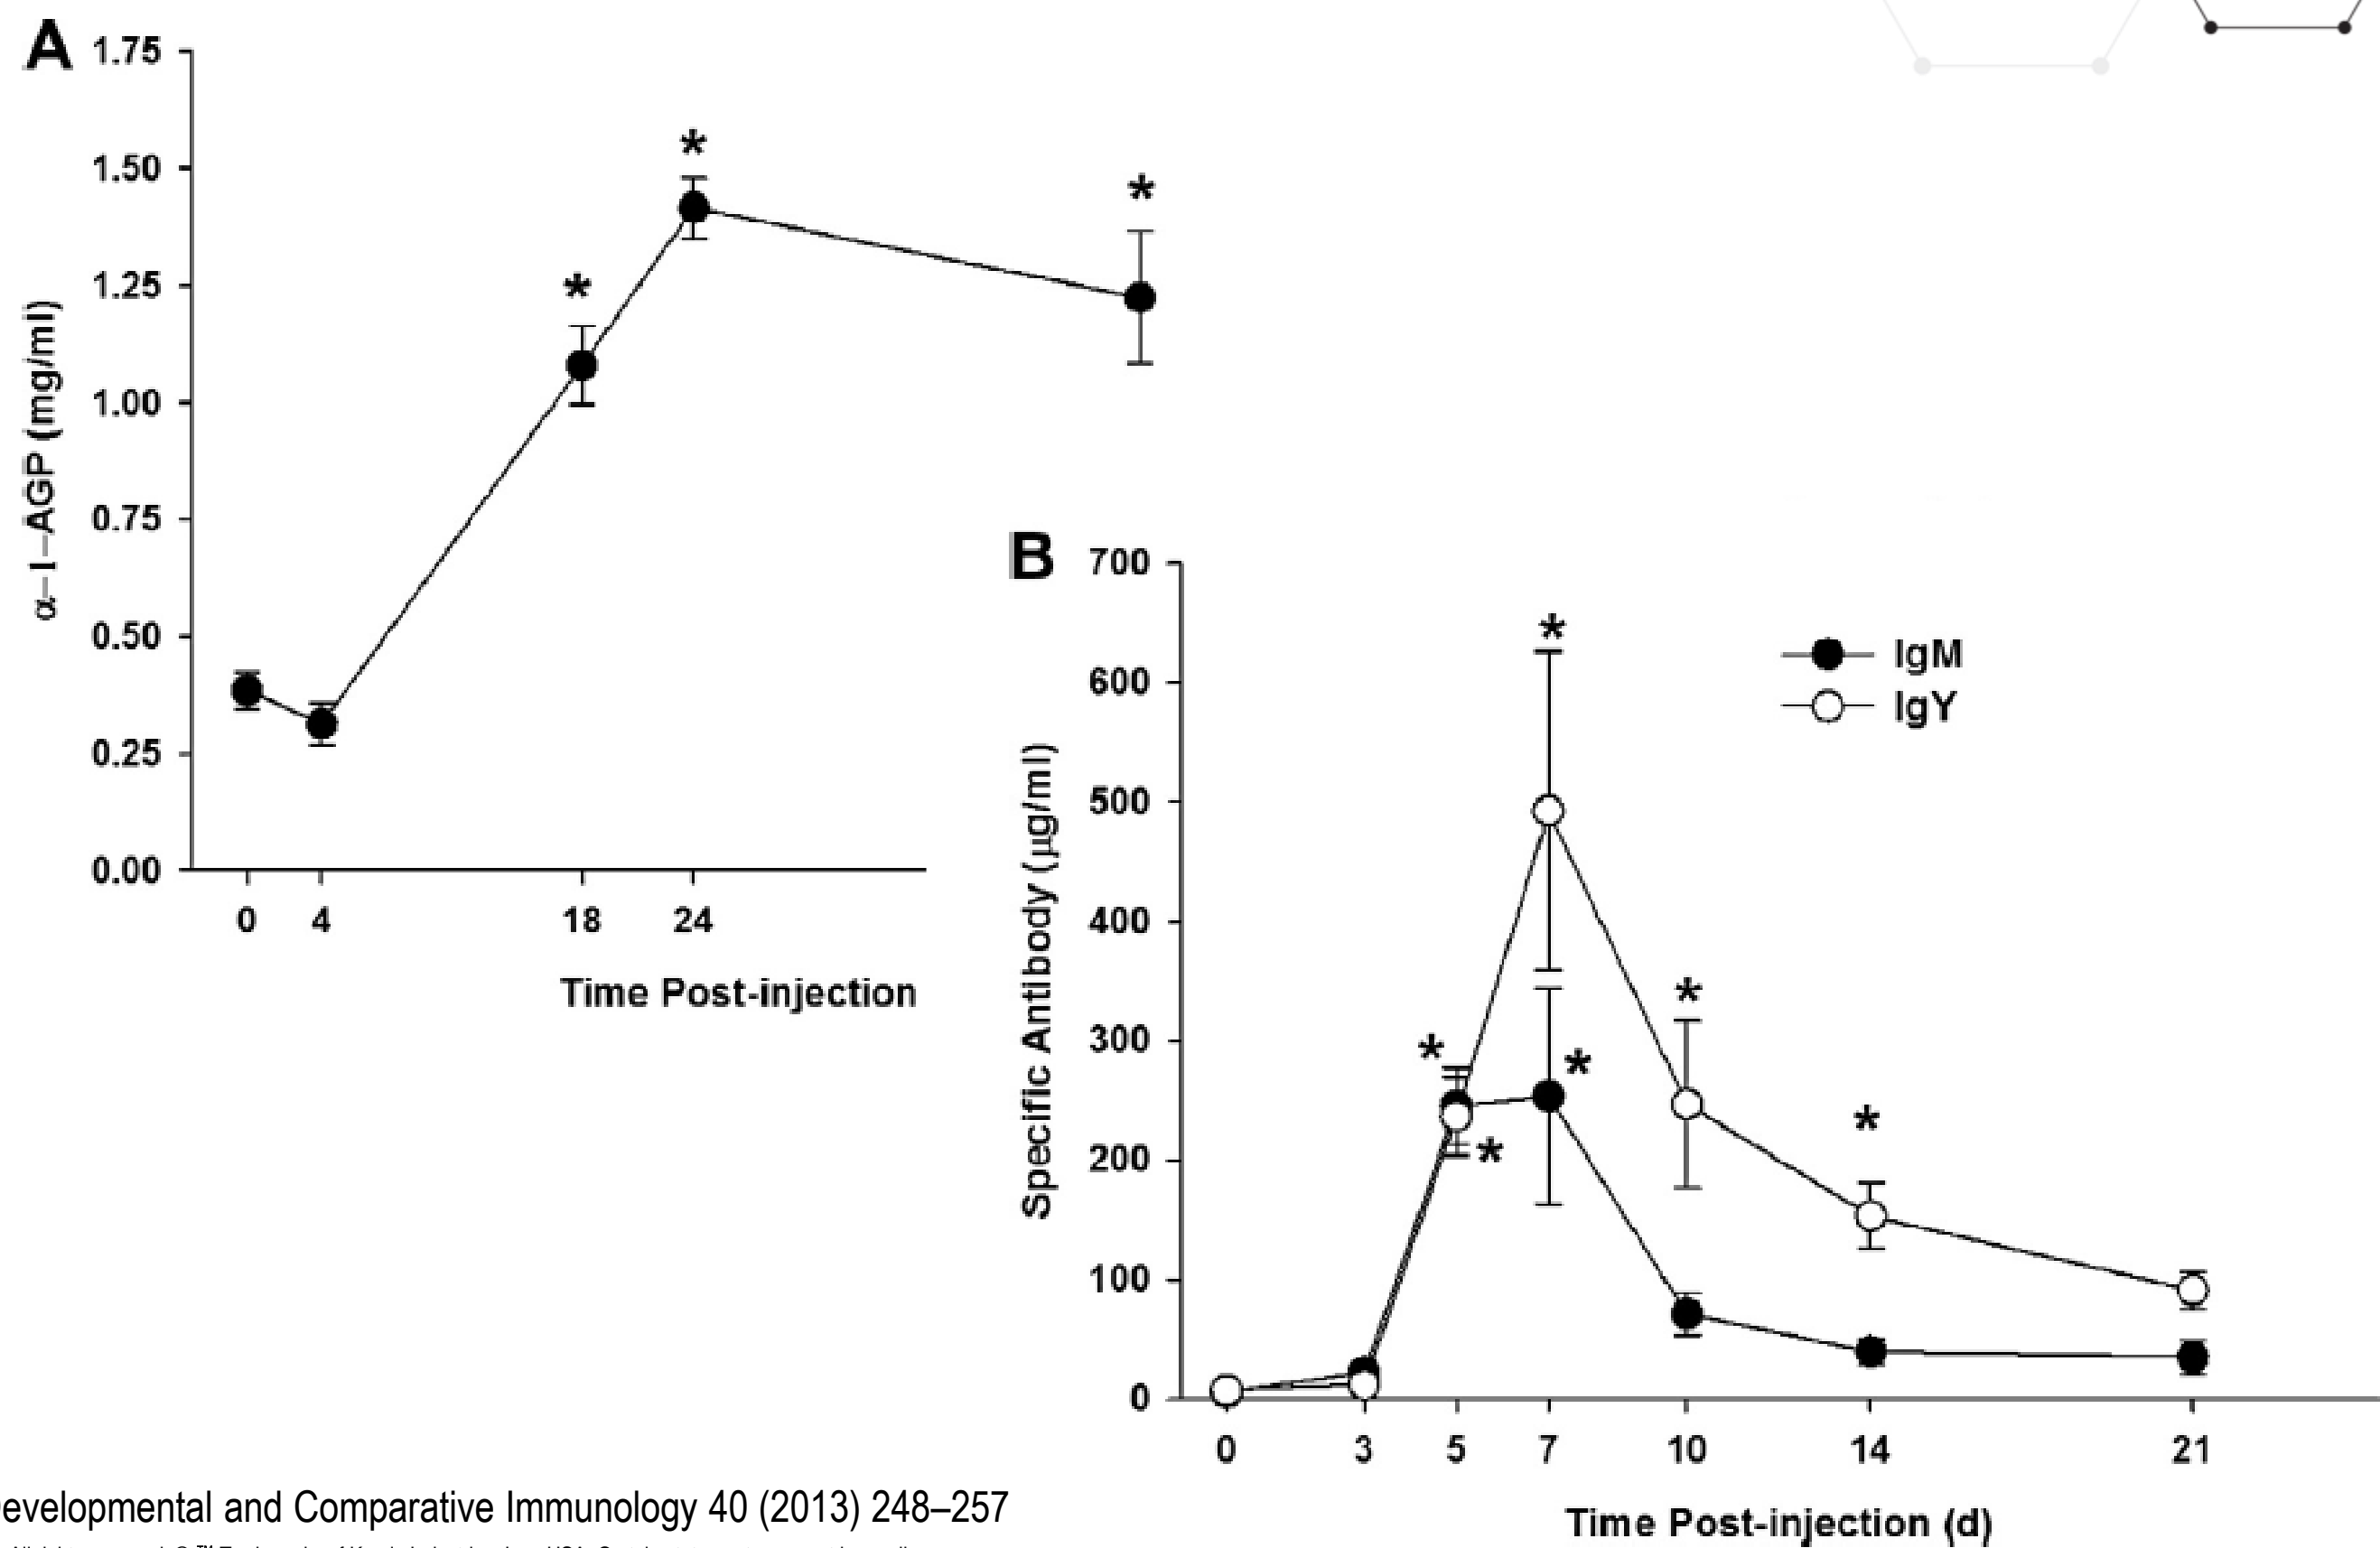 A
1.75
1.50
1.25
1.00
0.75
0.50
0.25
0.00
α–1–AGP (mg/ml)
*
*
*
0 4 18 24
Time Post-injection
B
700
600
500
400
300
200
100
0
Specific Antibody (µg/ml)
IgM
IgY
*
*
*
*
*
*
0 3 5 7 10 14 21
Time Post-injection (d)
evelopmental and Comparative Immunology 40 (2013) 248–257